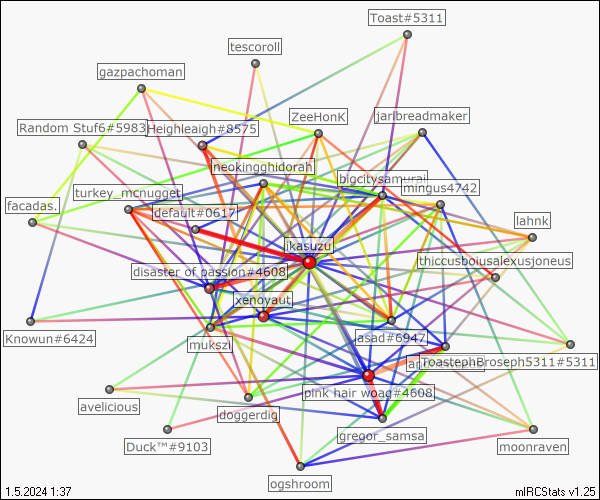 Toast#5311
tescoroll
gazpachoman
jarlbreadmaker
ZeeHonK
Random Stuf6#5983
Heighleaigh#8575
neokingghidorah
bigcitysamurai
mingus4742
turkey_mcnugget
facadas.
default#0617
lahnk
ikasuzu
thiccusboiusalexusjoneus
disaster of passion#4608
xenoyaut
Knowun#6424
mukszi
jasad#6947
ToastephBroseph5311#5311
pink hair woag#4608
avelicious
doggerdig
gregor_samsa
Duck™#9103
moonraven
ogshroom
1.5.2024 1:37
mIRCStats v1.25